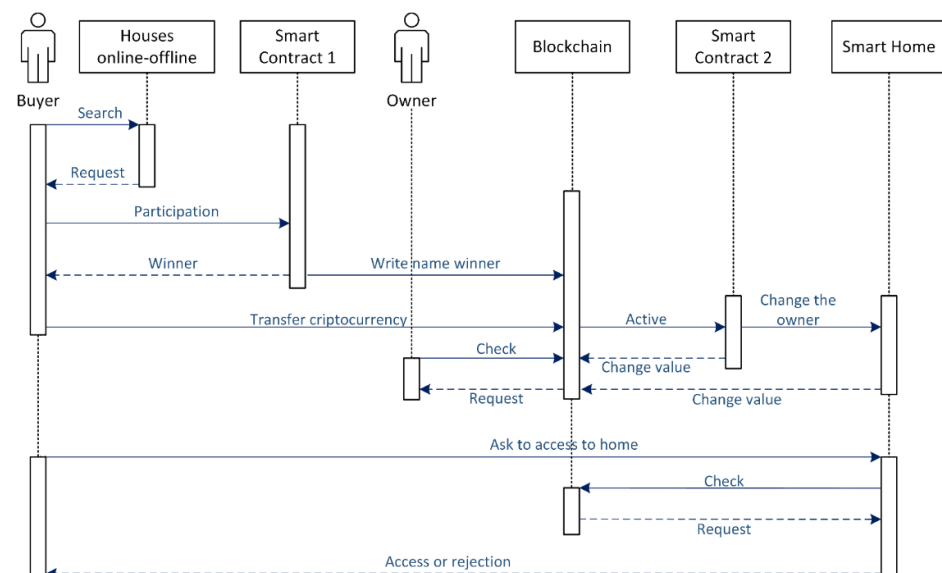 Houses
online-offline
Smart
Contract 1
Blockchain
Smart
Contract 2
Smart Home
Buyer
Owner
Search
Request
Participation
Winner
Write name winner
Change the
owner
Transfer criptocurrency
Active
Check
Change value
Request
Change value
Ask to access to home
Check
Request
Access or rejection